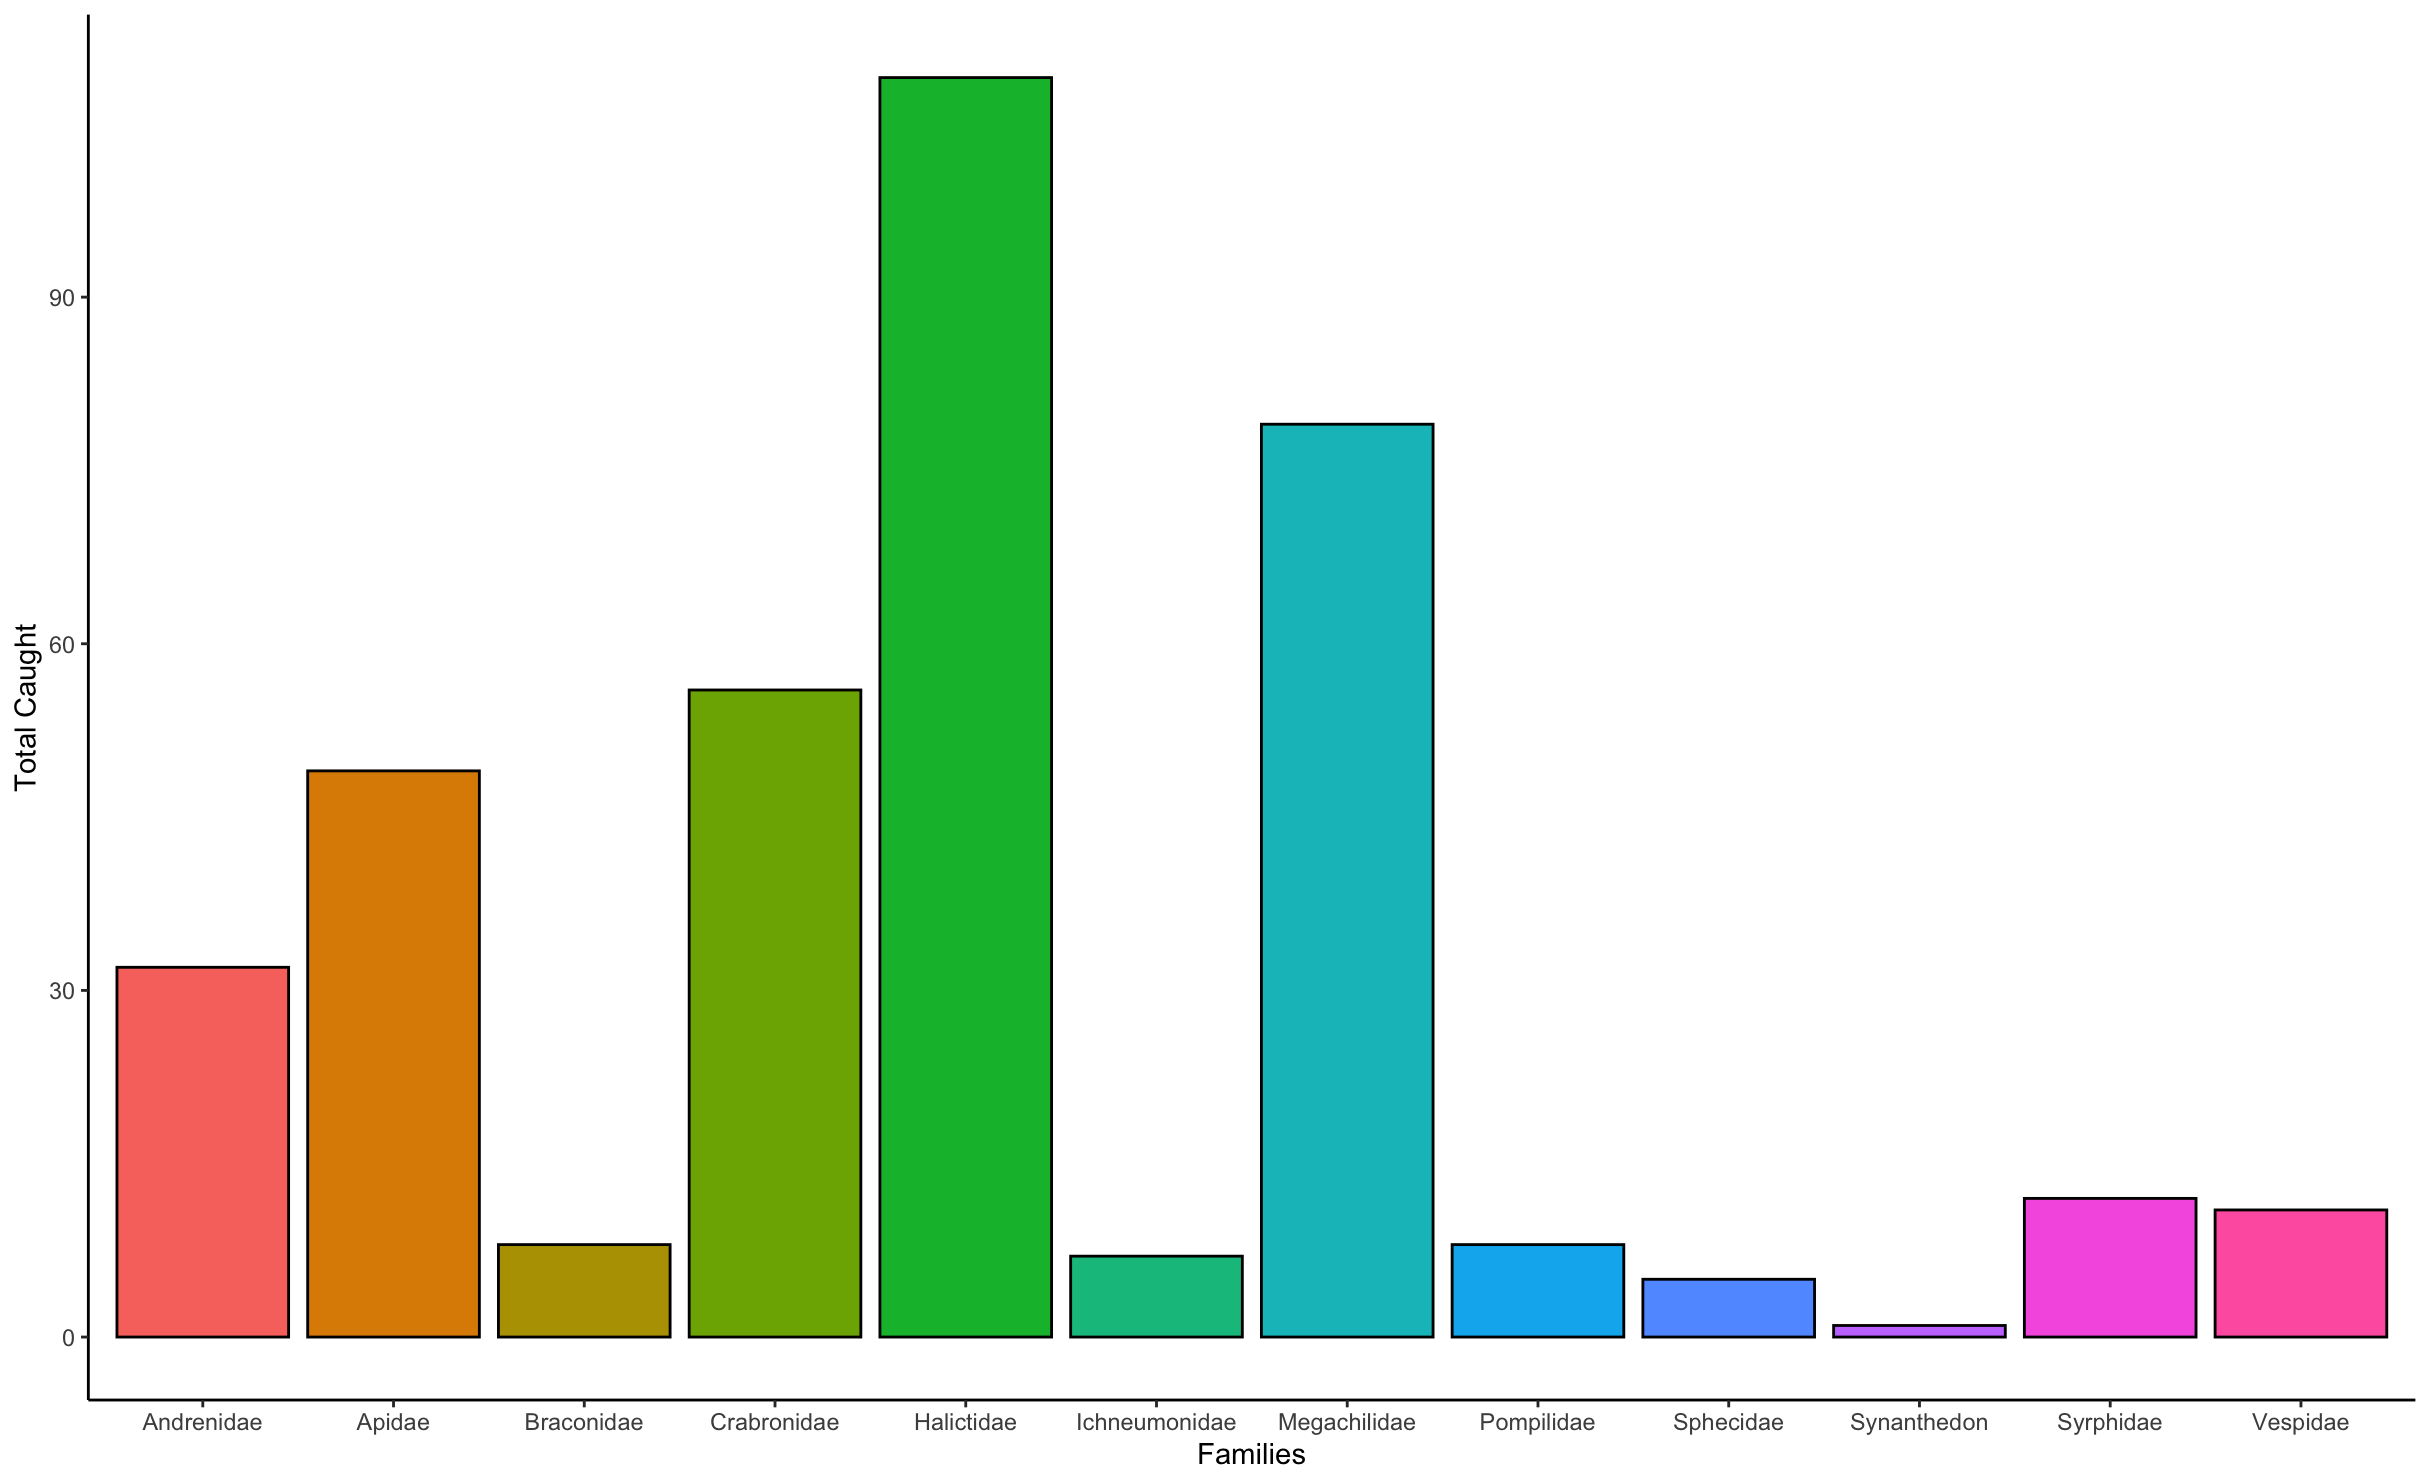 90
60
30
0
Total Caught
Andrenidae Apidae Braconidae Crabronidae Halictidae Ichneumonidae Megachilidae Pompilidae Sphecidae Synanthedon Syrphidae Vespidae
Families